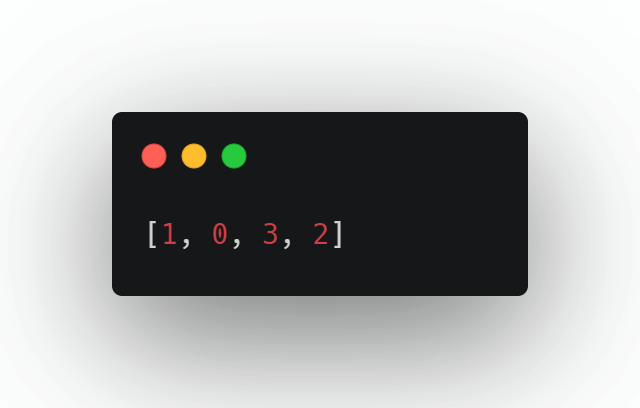 [1, 0, 3, 2]